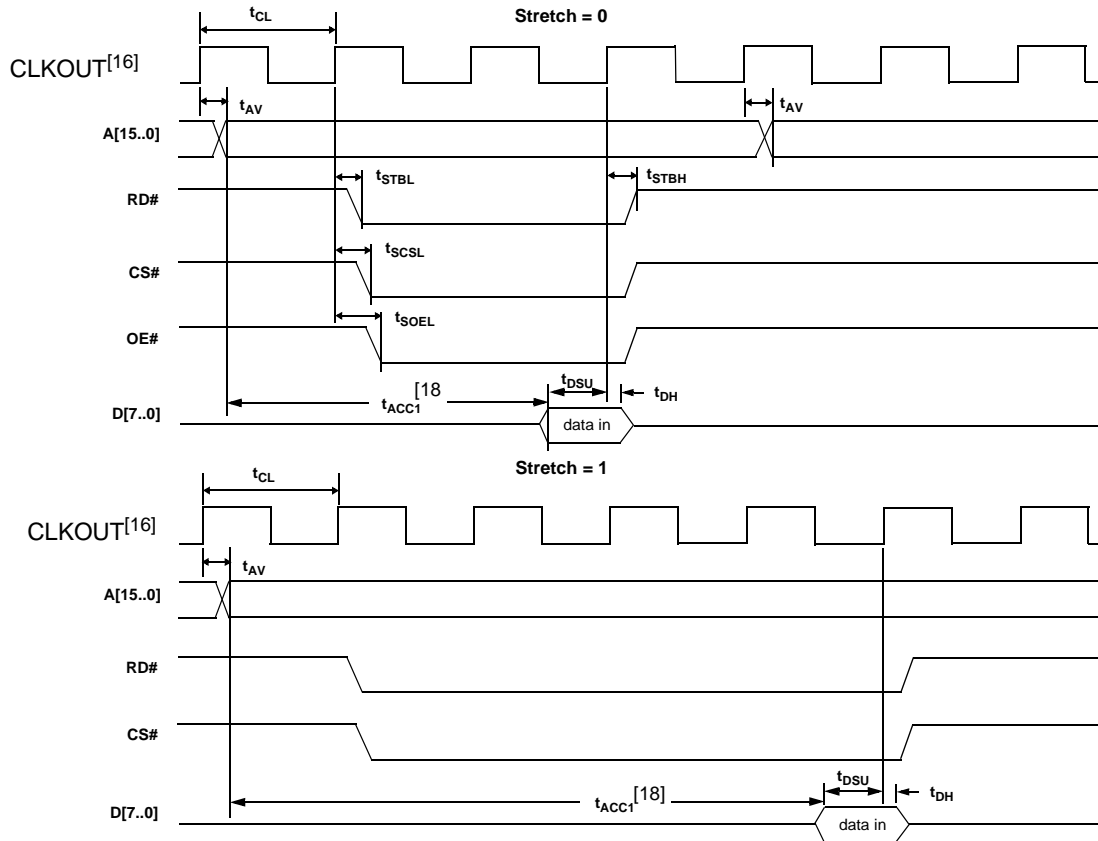 Stretch = 0
tCL
CLKOUT[16]
tAV
tAV
A[15..0]
tSTBL
tSTBH
RD#
tSCSL
CS#
tSOEL
OE#
tDSU
tACC1[18
tDH
D[7..0]
data in
Stretch = 1
tCL
CLKOUT[16]
tAV
A[15..0]
RD#
CS#
tDSU
tACC1[18]
tDH
D[7..0]
data in